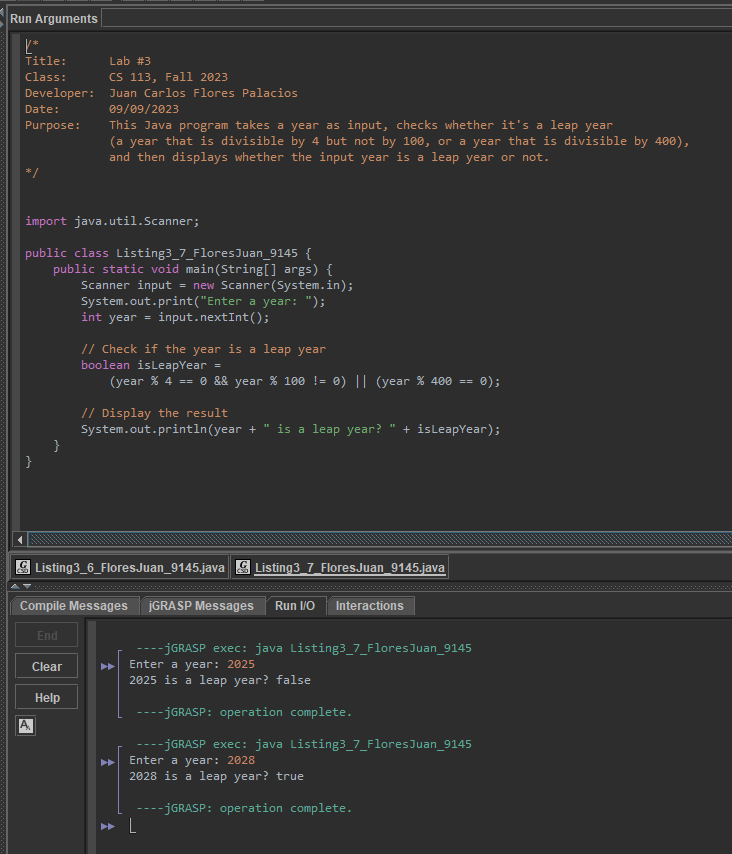 Run Arguments
/*
Title:      Lab #3
Class:      CS 113, Fall 2023
Developer:  Juan Carlos Flores Palacios
Date:       09/09/2023
Purpose:    This Java program takes a year as input, checks whether it's a leap year
            (a year that is divisible by 4 but not by 100, or a year that is divisible by 400),
            and then displays whether the input year is a leap year or not.
*/
import java.util.Scanner;
public class Listing3_7_FloresJuan_9145 {
    public static void main(String[] args) {
        Scanner input = new Scanner(System.in);
        System.out.print("Enter a year: ");
        int year = input.nextInt();
        // Check if the year is a leap year
        boolean isLeapYear =
            (year % 4 == 0 && year % 100 != 0) || (year % 400 == 0);
        // Display the result
        System.out.println(year + " is a leap year? " + isLeapYear);
    }
}
G CSD Listing3_6_FloresJuan_9145.java G CSD Listing3_7_FloresJuan_9145.java
Compile Messages jGRASP Messages Run I/O Interactions
End
Clear
Help
A
 ----jGRASP exec: java Listing3_7_FloresJuan_9145
Enter a year: 2025
2025 is a leap year? false
 ----jGRASP: operation complete.
 ----jGRASP exec: java Listing3_7_FloresJuan_9145
Enter a year: 2028
2028 is a leap year? true
 ----jGRASP: operation complete.